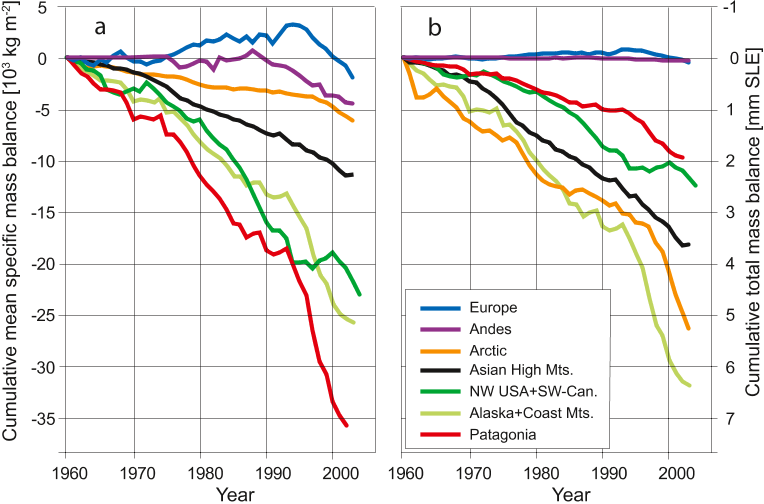 a
b
Cumulative mean specific mass balance [10³ kg m⁻²]
5
0
-5
-10
-15
-20
-25
-30
-35
1960
1970
1980
1990
2000
Year
1960
1970
1980
1990
2000
Year
-1
0
1
2
3
4
5
6
7
Cumulative total mass balance [mm SLE]
Europe
Andes
Arctic
Asian High Mts.
NW USA+SW-Can.
Alaska+Coast Mts.
Patagonia